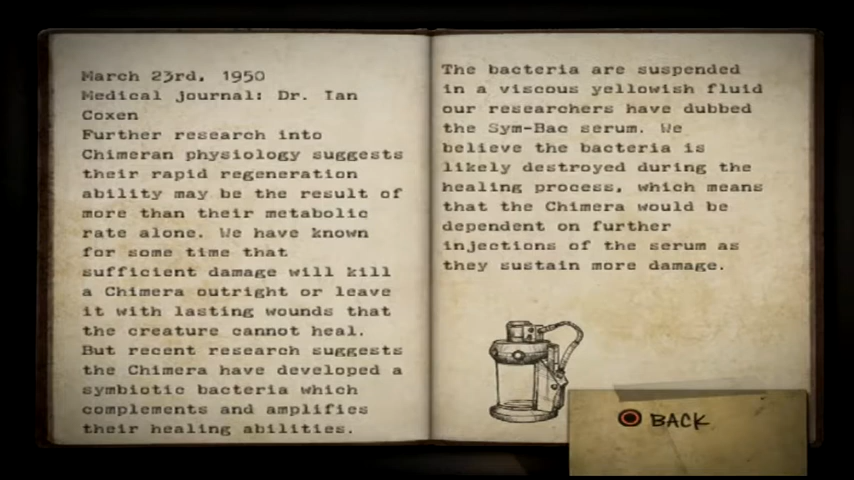 March 23rd, 1950
Medical journal: Dr. Ian
Coxen
Further research into
Chimeran physiology suggests
their rapid regeneration
ability may be the result of
more than their metabolic
rate alone. We have known
for some time that
sufficient damage will kill
a Chimera outright or leave
it with lasting wounds that
the creature cannot heal.
But recent research suggests
the Chimera have developed a
symbiotic bacteria which
complements and amplifies
their healing abilities.
The bacteria are suspended
in a viscous yellowish fluid
our researchers have dubbed
the Sym-Bac serum. We
believe the bacteria is
likely destroyed during the
healing process, which means
that the Chimera would be
dependent on further
injections of the serum as
they sustain more damage.
BACK